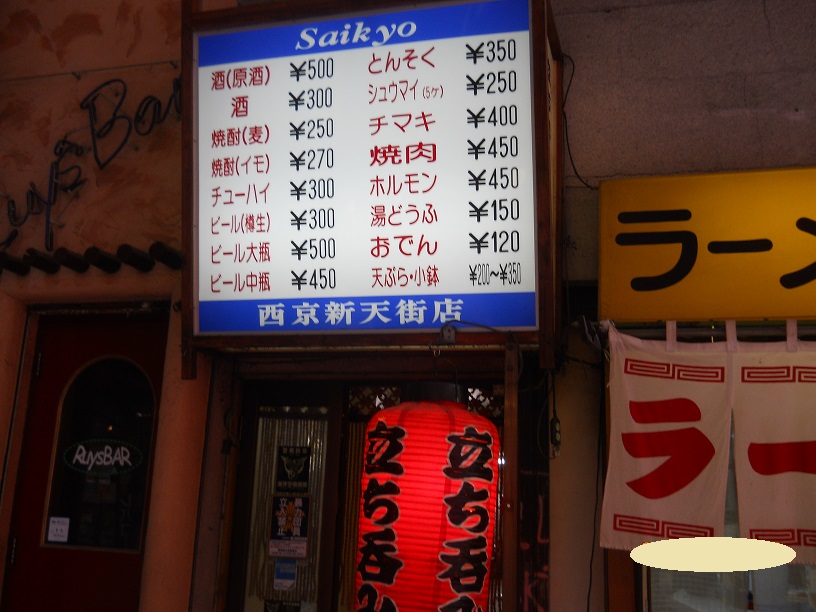 Saikyo
酒(原酒) ¥500
酒 ¥300
焼酎(麦) ¥250
焼酎(イモ) ¥270
チューハイ ¥300
ビール(樽生) ¥300
ビール大瓶 ¥500
ビール中瓶 ¥450
とんそく ¥350
シュウマイ(5ケ) ¥250
チマキ ¥400
焼肉 ¥450
ホルモン ¥450
湯どうふ ¥150
おでん ¥120
天ぷら・小鉢 ¥200〜¥350
西京新天街店
Ruy's Bar
RuysBAR
立ち呑み
立ち呑み
ラーメ
ラー